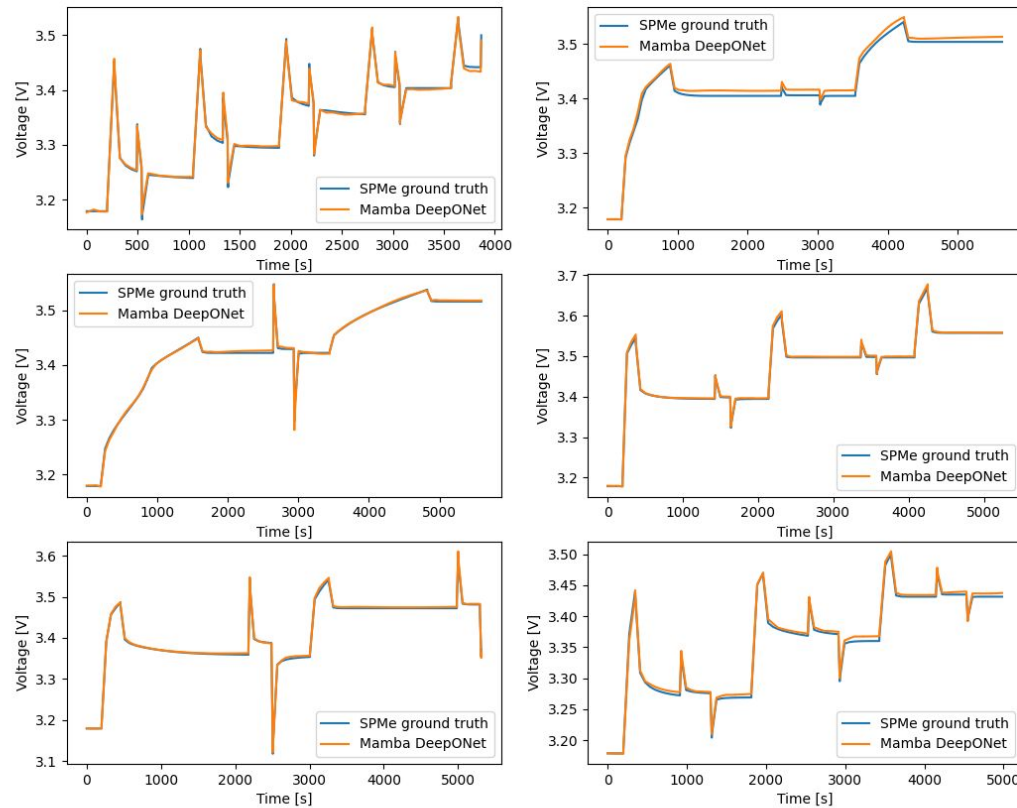 Voltage [V]
3.5
3.4
3.3
3.2
SPMe ground truth
Mamba DeepONet
0 500 1000 1500 2000 2500 3000 3500 4000
Time [s]
Voltage [V]
3.5
3.4
3.3
3.2
SPMe ground truth
Mamba DeepONet
0 1000 2000 3000 4000 5000
Time [s]
Voltage [V]
3.5
3.4
3.3
3.2
SPMe ground truth
Mamba DeepONet
0 1000 2000 3000 4000 5000
Time [s]
Voltage [V]
3.7
3.6
3.5
3.4
3.3
3.2
SPMe ground truth
Mamba DeepONet
0 1000 2000 3000 4000 5000
Time [s]
Voltage [V]
3.6
3.5
3.4
3.3
3.2
3.1
SPMe ground truth
Mamba DeepONet
0 1000 2000 3000 4000 5000
Time [s]
Voltage [V]
3.50
3.45
3.40
3.35
3.30
3.25
3.20
SPMe ground truth
Mamba DeepONet
0 1000 2000 3000 4000 5000
Time [s]